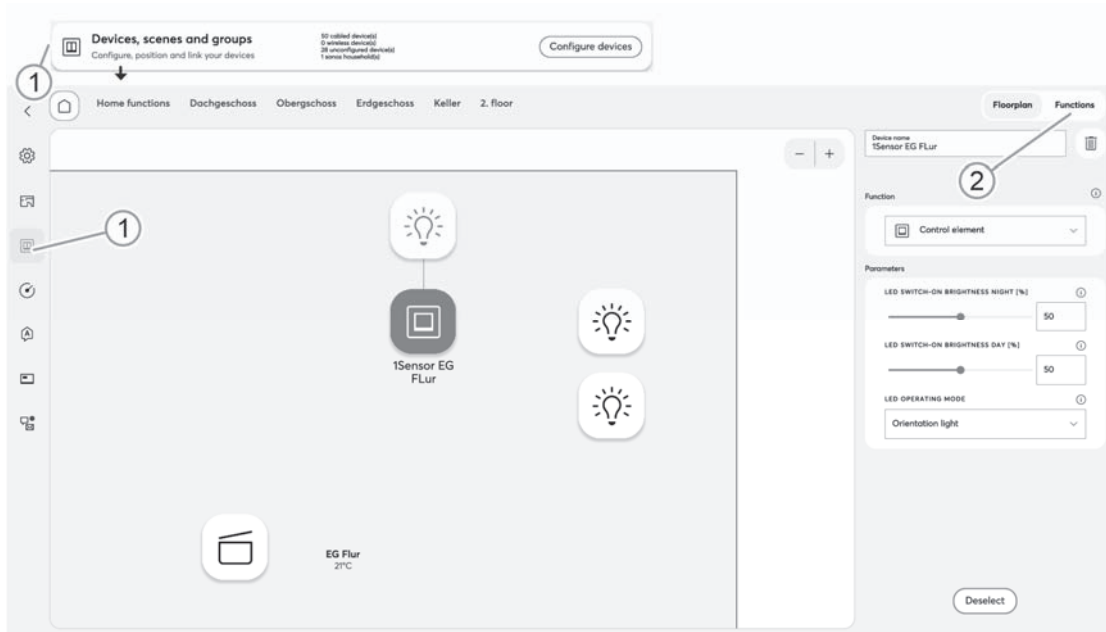 Devices, scenes and groups
Configure, position and link your devices
50 cabled device(s)
0 wireless device(s)
28 unconfigured device(s)
1 sonos household(s)
Configure devices
1
Home functions Dachgeschoss Obergschoss Erdgeschoss Keller 2. floor
Floorplan Functions
Device name
1Sensor EG FLur
2
Function
Control element
1
Parameters
LED SWITCH-ON BRIGHTNESS NIGHT [%]
50
LED SWITCH-ON BRIGHTNESS DAY [%]
50
LED OPERATING MODE
Orientation light
1Sensor EG
FLur
A
EG Flur
21°C
Deselect